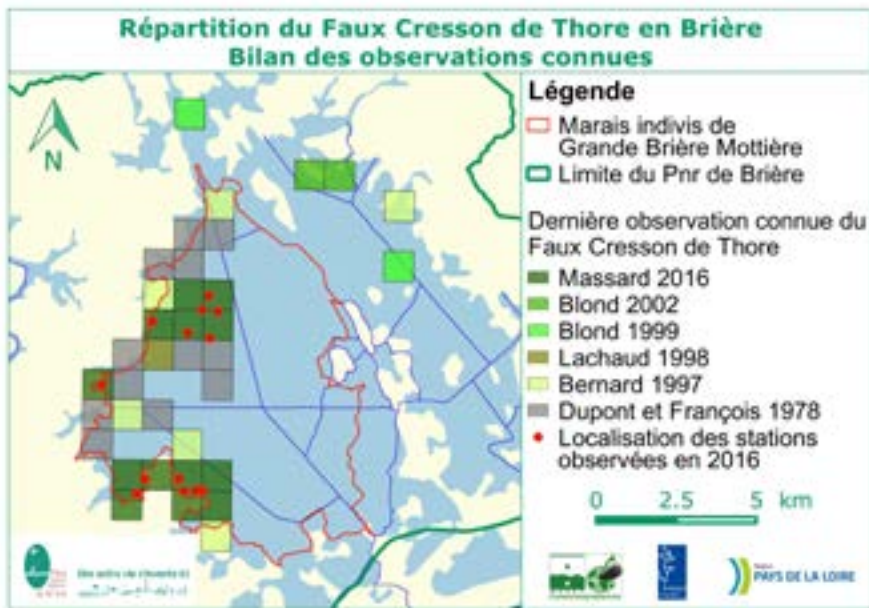 Répartition du Faux Cresson de Thore en Brière
Bilan des observations connues
N
Légende
Marais indivis de
Grande Brière Mottière
Limite du Pnr de Brière
Dernière observation connue du
Faux Cresson de Thore
Massard 2016
Blond 2002
Blond 1999
Lachaud 1998
Bernard 1997
Dupont et François 1978
Localisation des stations
observées en 2016
0 2.5 5 km
PAYS DE LA LOIRE